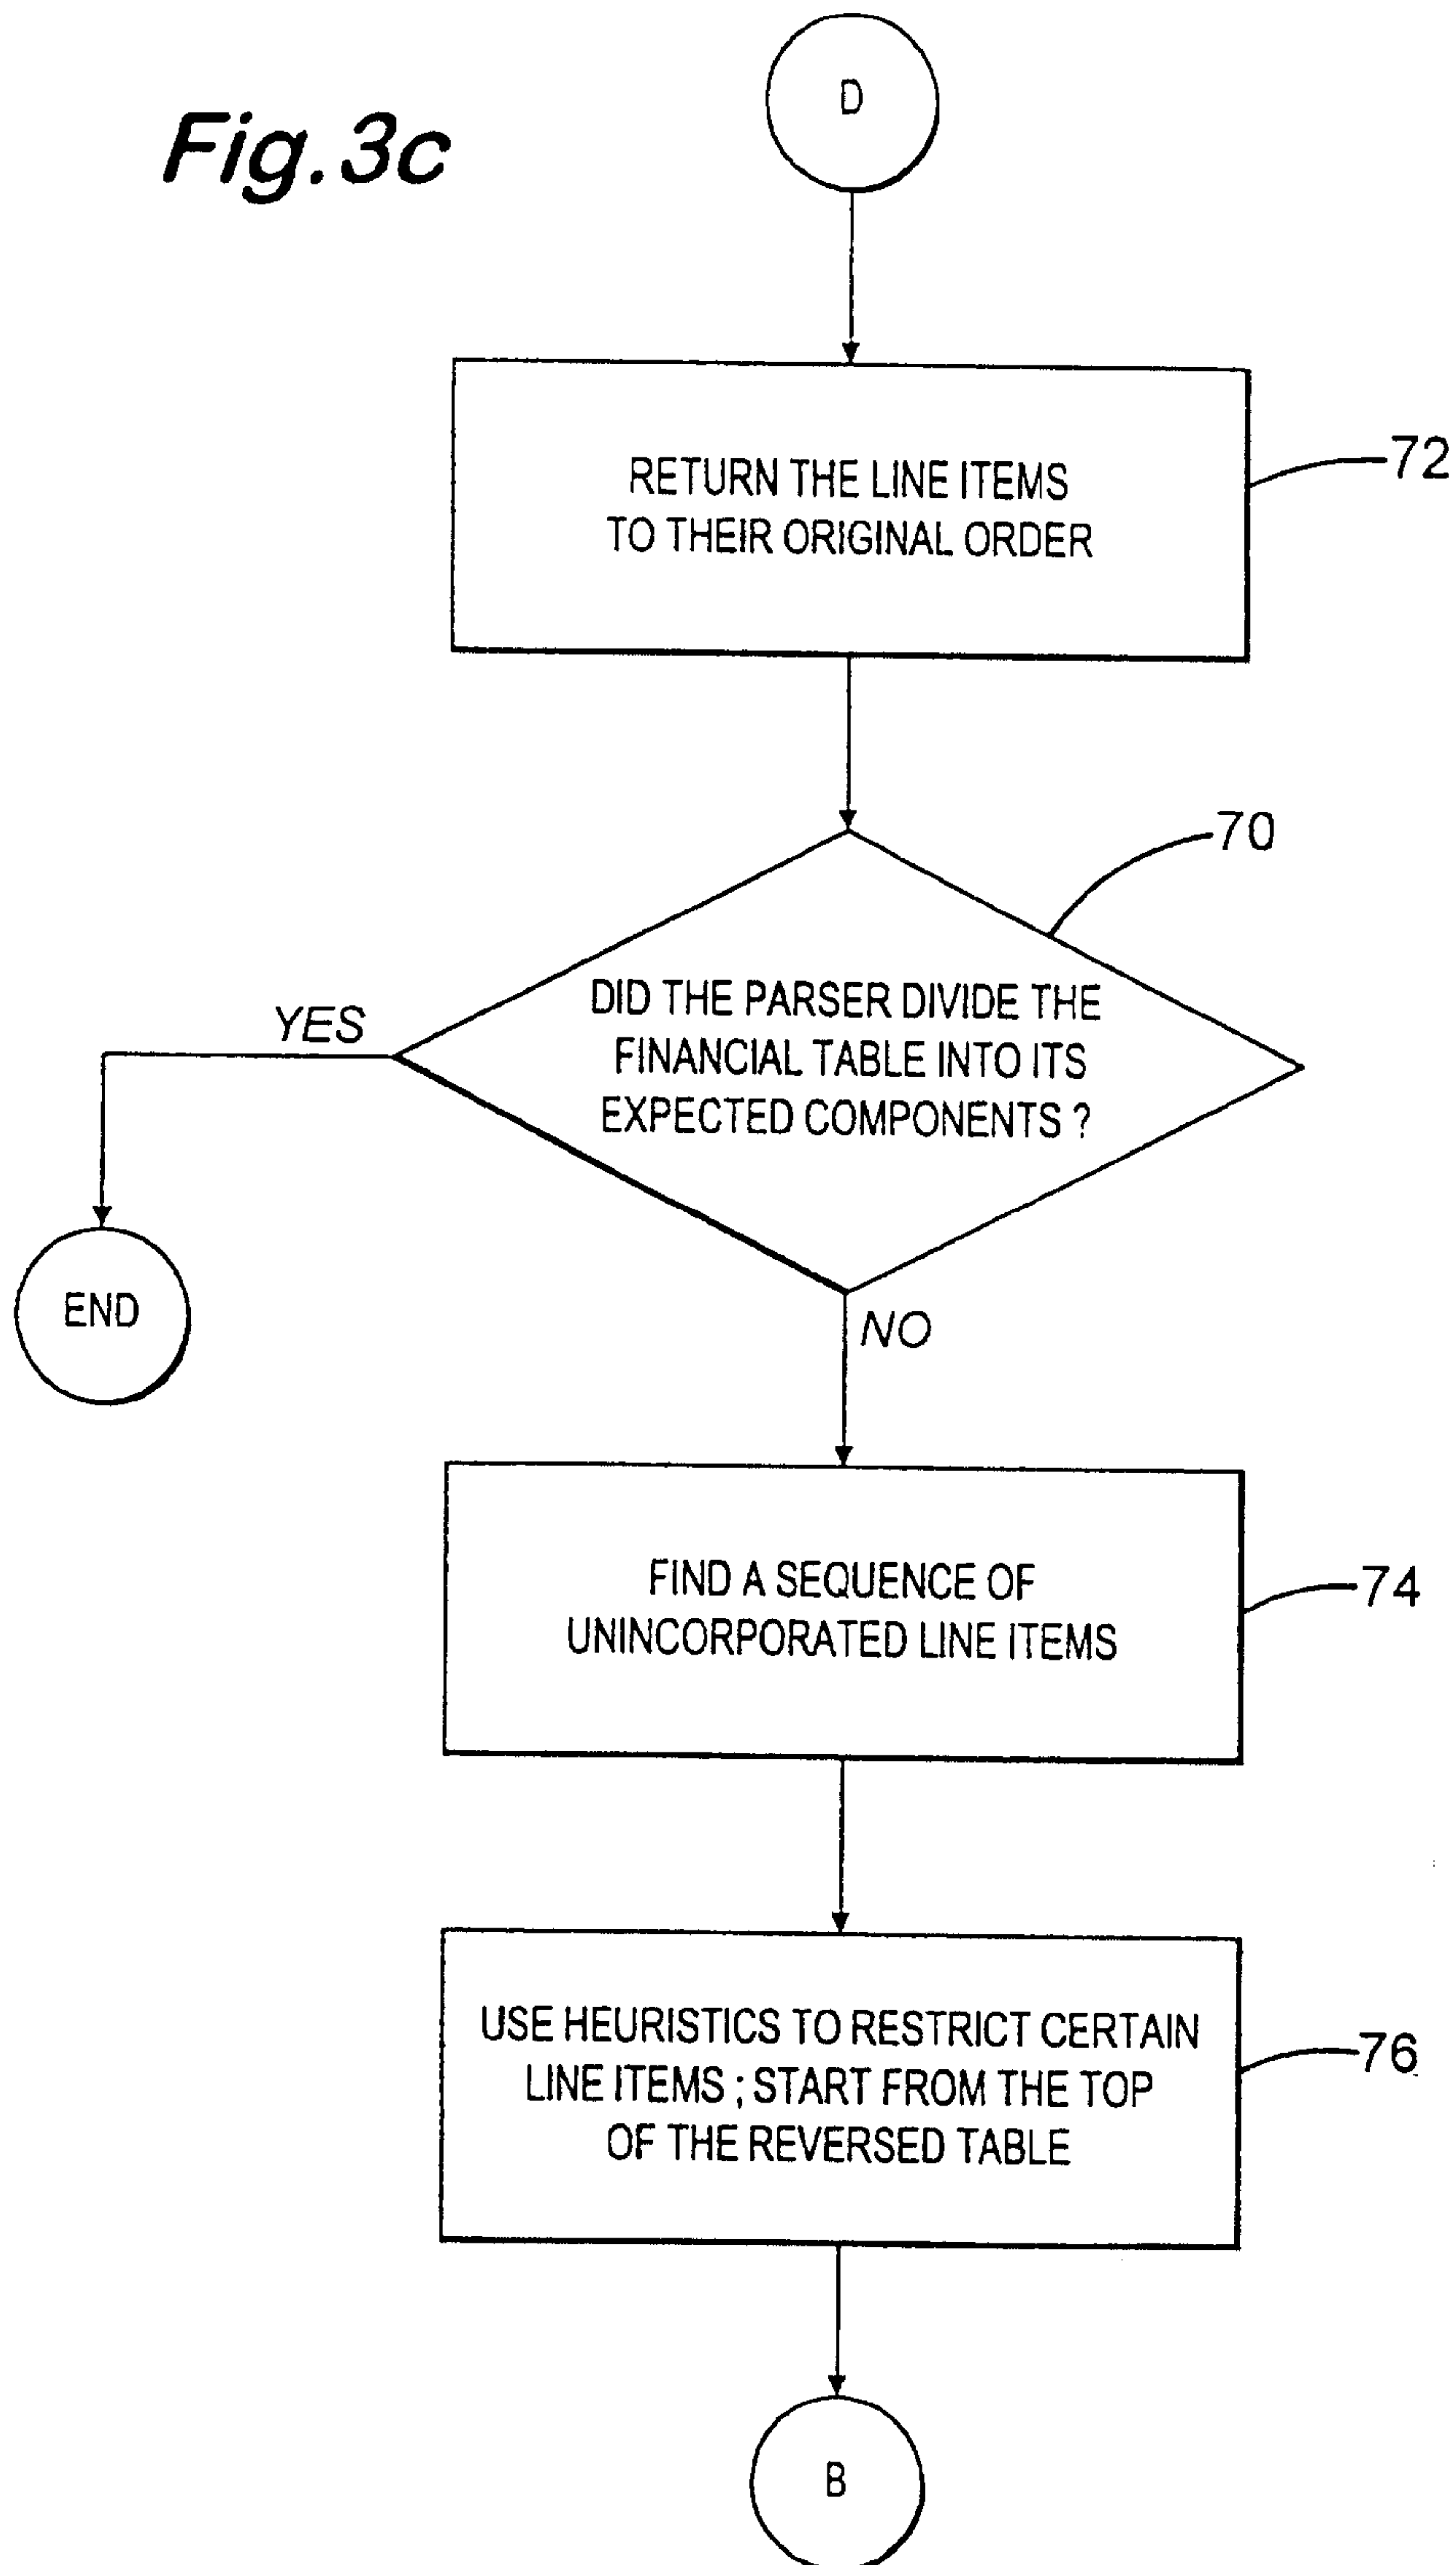 Fig.3c
D
RETURN THE LINE ITEMS
TO THEIR ORIGINAL ORDER
72
70
DID THE PARSER DIVIDE THE
FINANCIAL TABLE INTO ITS
EXPECTED COMPONENTS ?
YES
END
NO
FIND A SEQUENCE OF
UNINCORPORATED LINE ITEMS
74
USE HEURISTICS TO RESTRICT CERTAIN
LINE ITEMS ; START FROM THE TOP
OF THE REVERSED TABLE
76
B